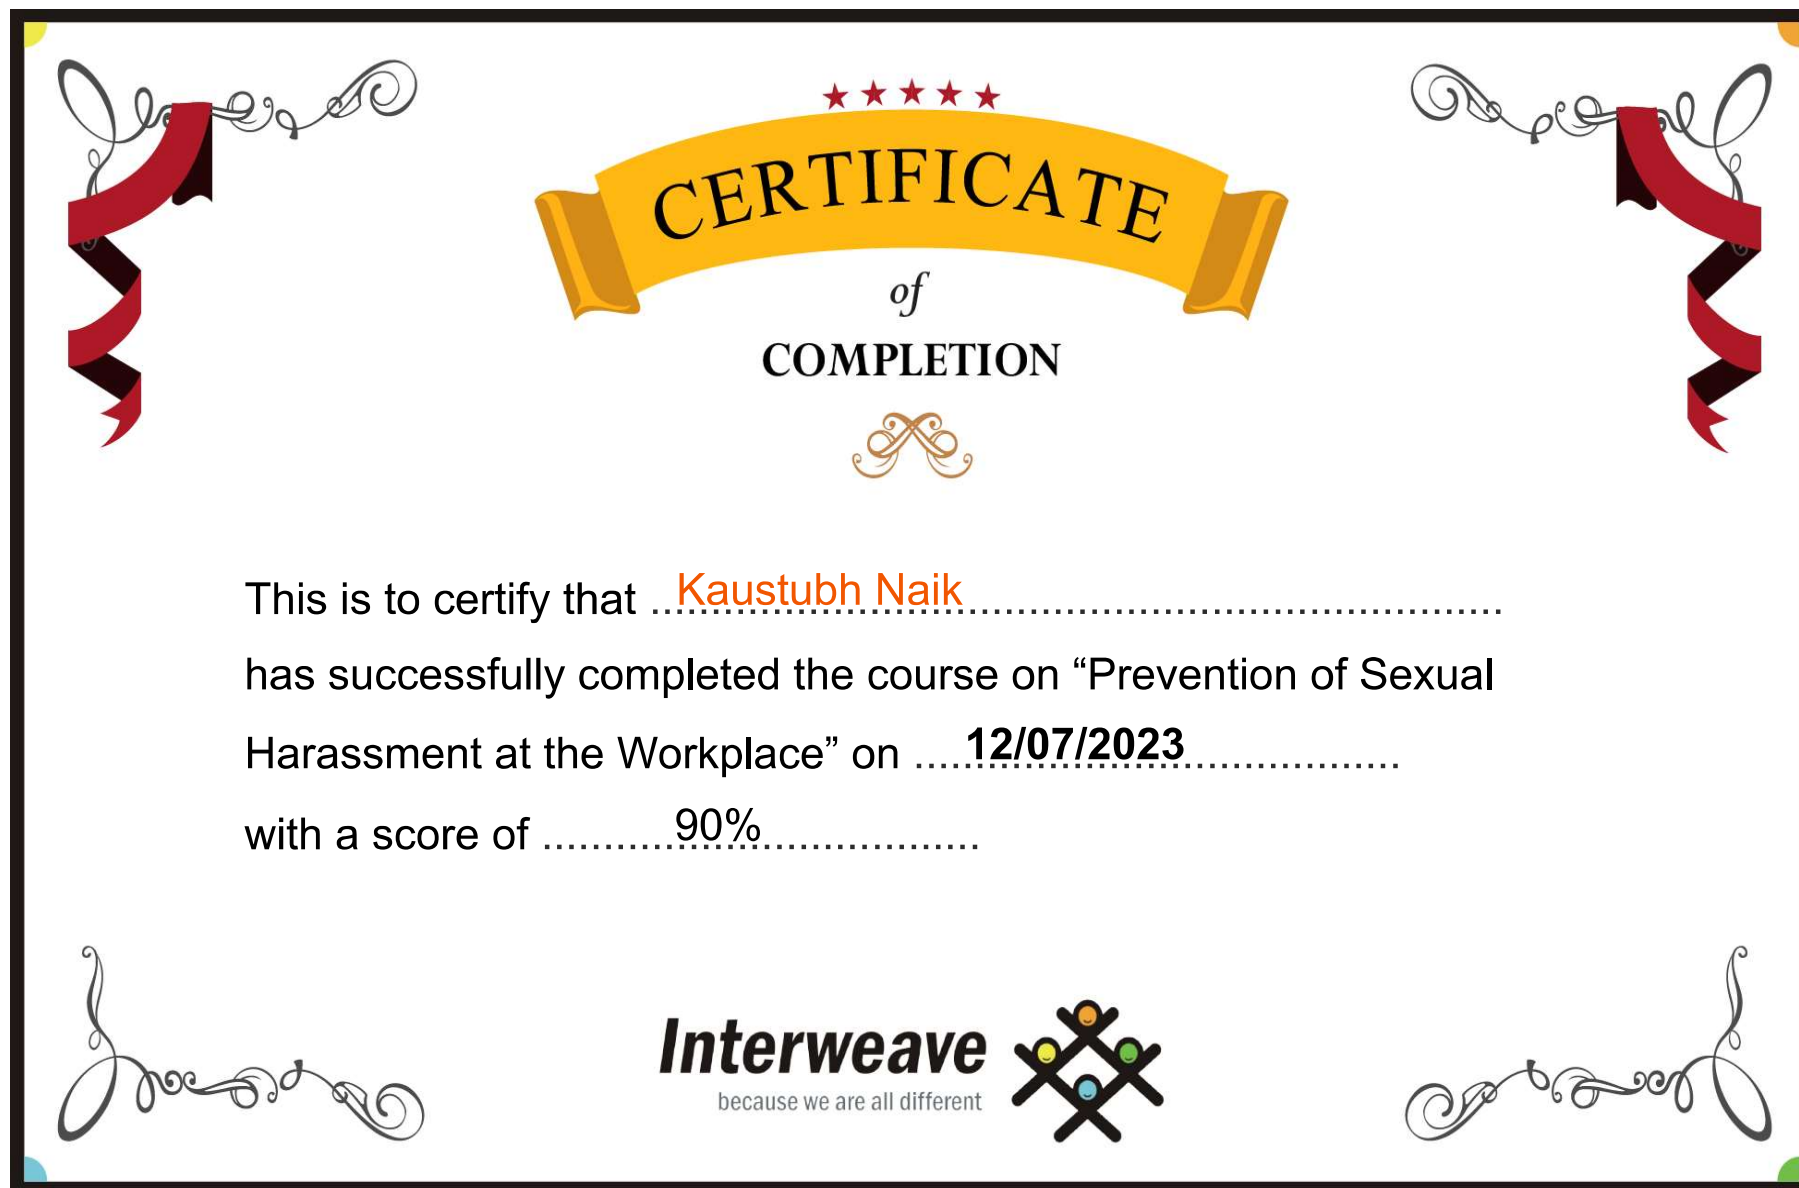 CERTIFICATE
of
COMPLETION
This is to certify that ..Kaustubh Naik..........................................
has successfully completed the course on “Prevention of Sexual
Harassment at the Workplace” on ....12/07/2023..................
with a score of ...........90%..................
Interweave
because we are all different